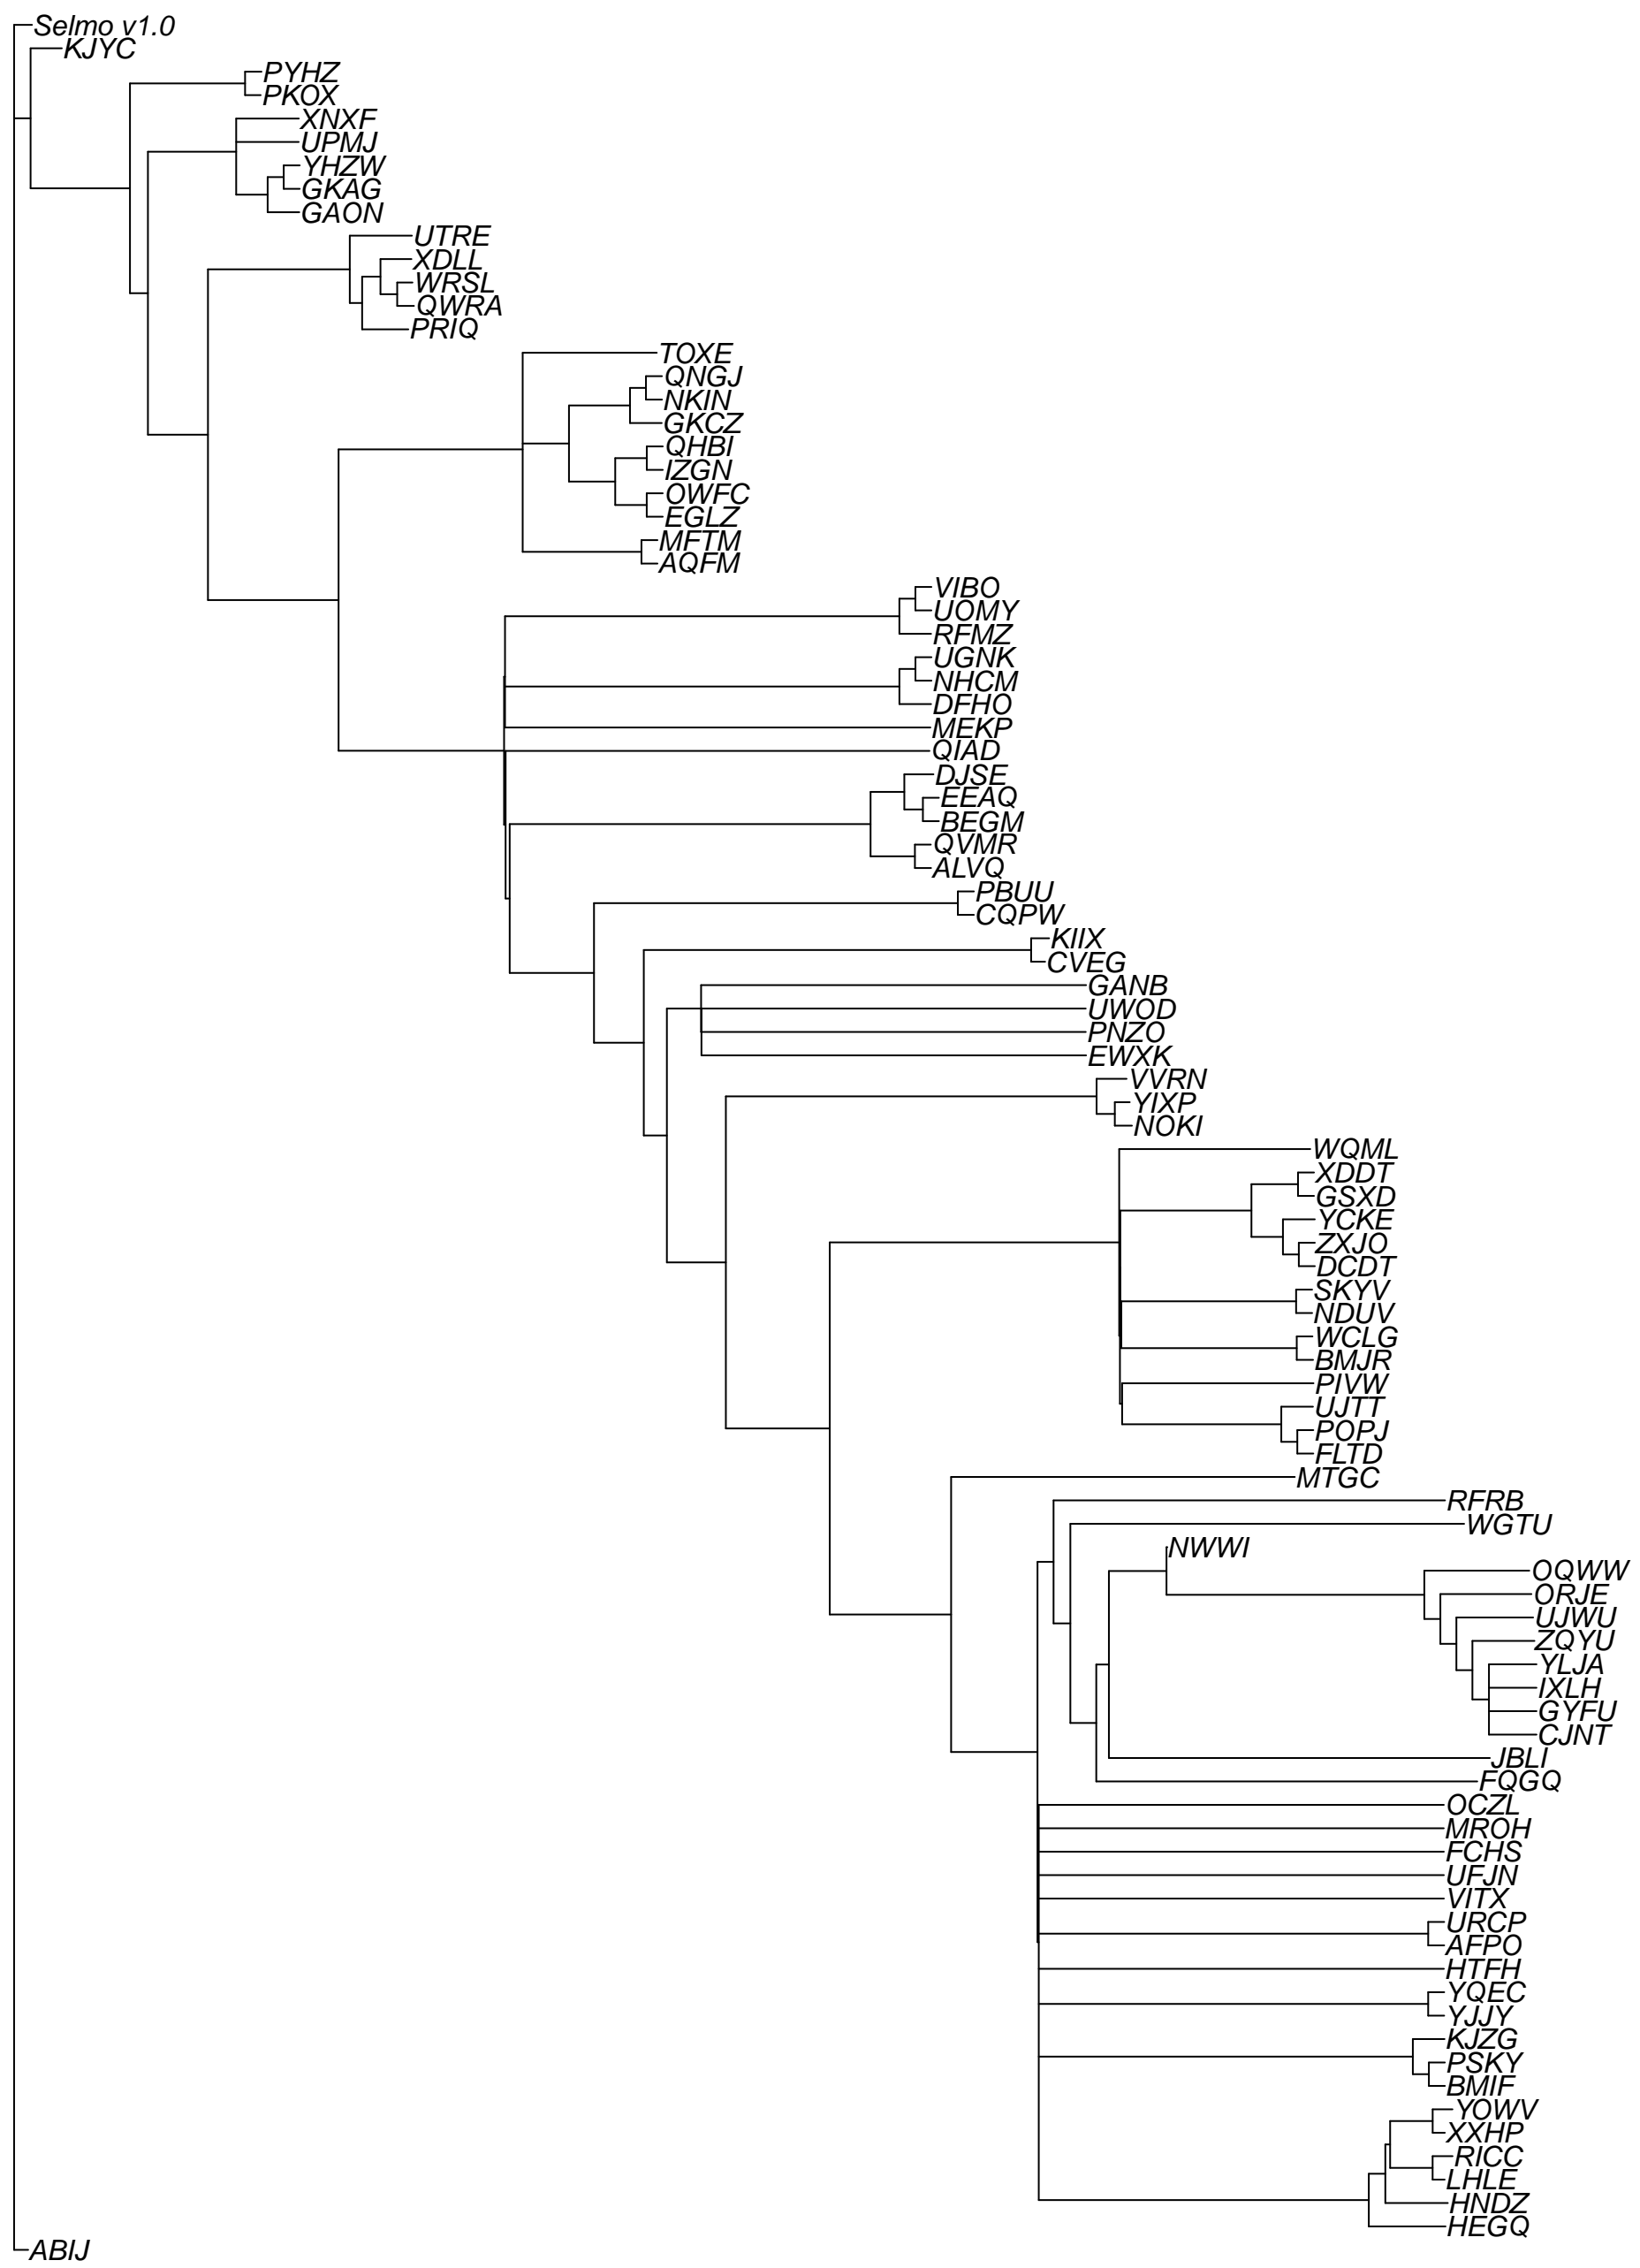 Selmo v1.0
KJYC
PYHZ
PKOX
XNXF
UPMJ
YHZW
GKAG
GAON
UTRE
XDLL
WRSL
QWRA
PRIQ
TOXE
QNGJ
NKIN
GKCZ
QHBI
IZGN
OWFC
EGLZ
MFTM
AQFM
VIBO
UOMY
RFMZ
UGNK
NHCM
DFHO
MEKP
QIAD
DJSE
EEAQ
BEGM
QVMR
ALVQ
PBUU
CQPW
KIIX
CVEG
GANB
UWOD
PNZO
EWXK
VVRN
YIXP
NOKI
WQML
XDDT
GSXD
YCKE
ZXJO
DCDT
SKYV
NDUV
WCLG
BMJR
PIVW
UJTT
POPJ
FLTD
MTGC
RFRB
WGTU
NWWI
OQWW
ORJE
UJWU
ZQYU
YLJA
IXLH
GYFU
CJNT
JBLI
FQGQ
OCZL
MROH
FCHS
UFJN
VITX
URCP
AFPO
HTFH
YQEC
YJJY
KJZG
PSKY
BMIF
YOWV
XXHP
RICC
LHLE
HNDZ
HEGQ
ABIJ